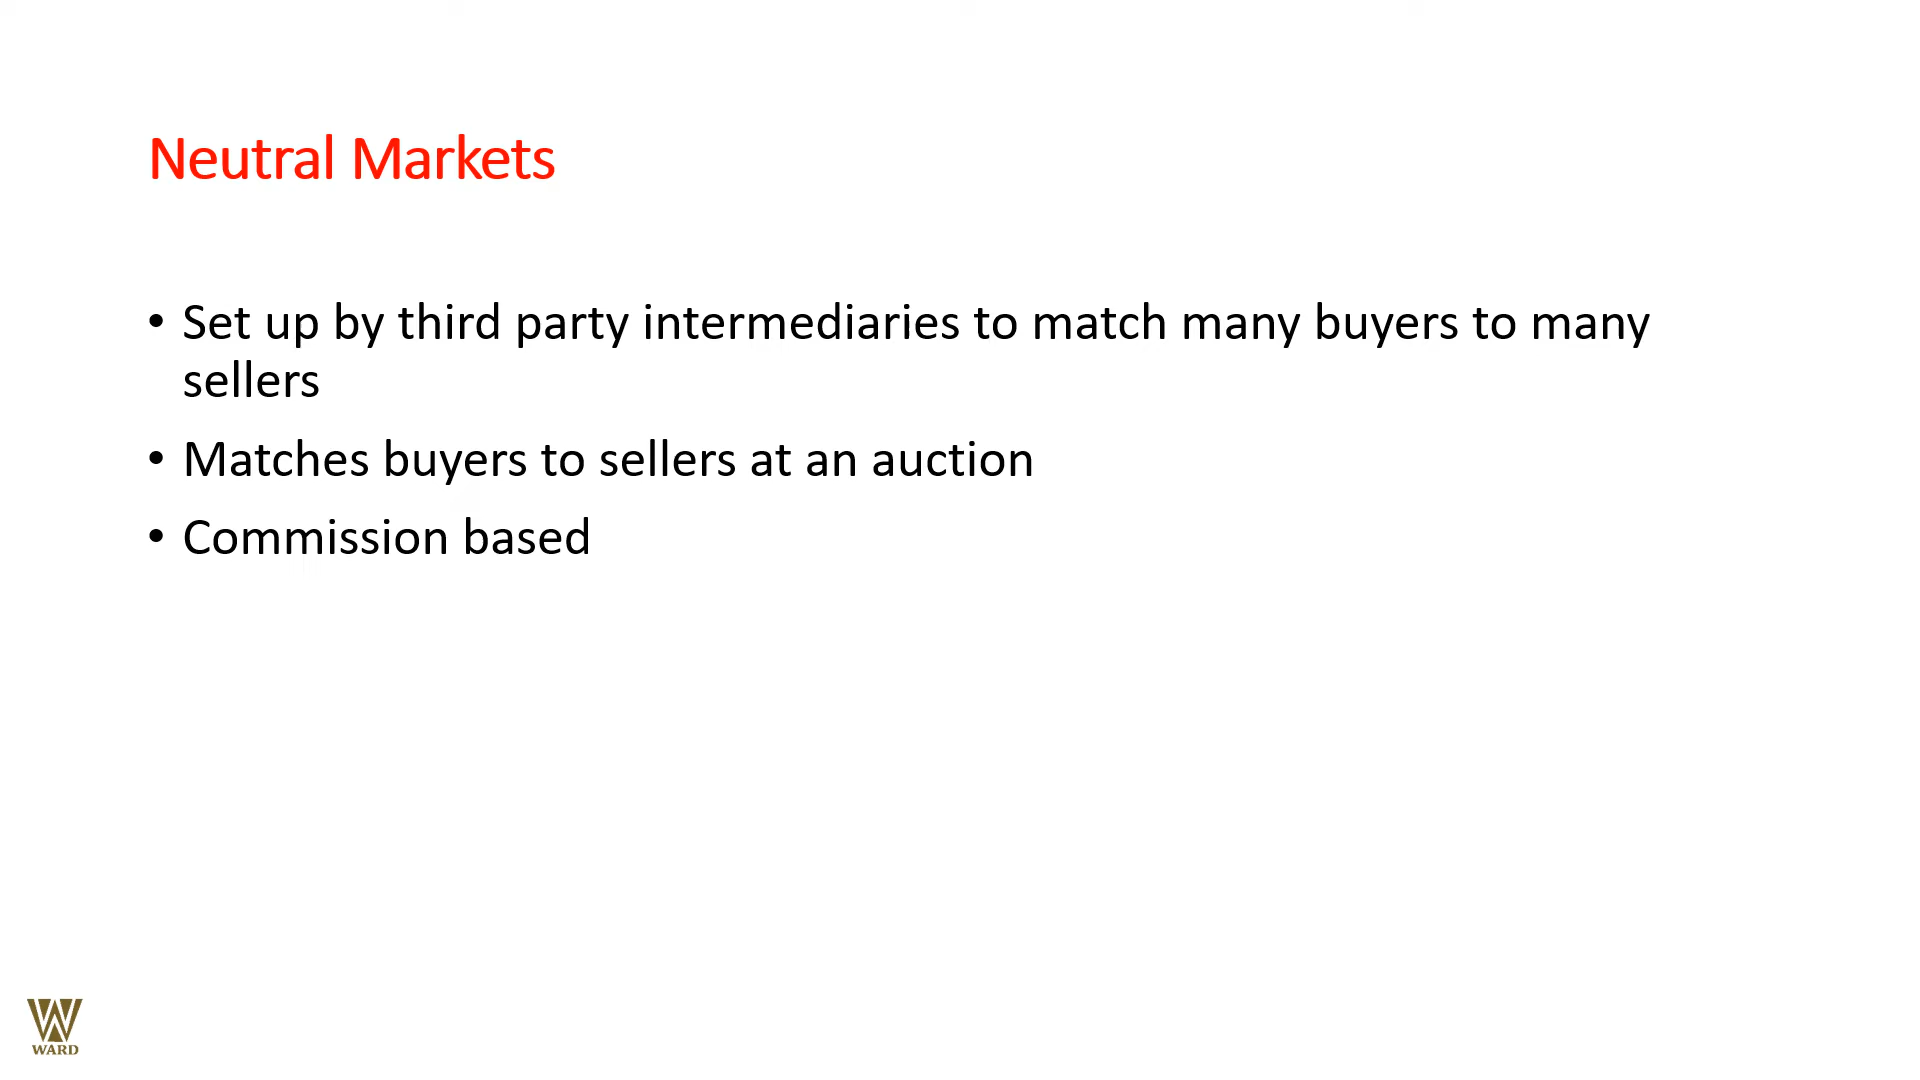 Neutral Markets
• Set up by third party intermediaries to match many buyers to many
sellers
• Matches buyers to sellers at an auction
• Commission based
WARD